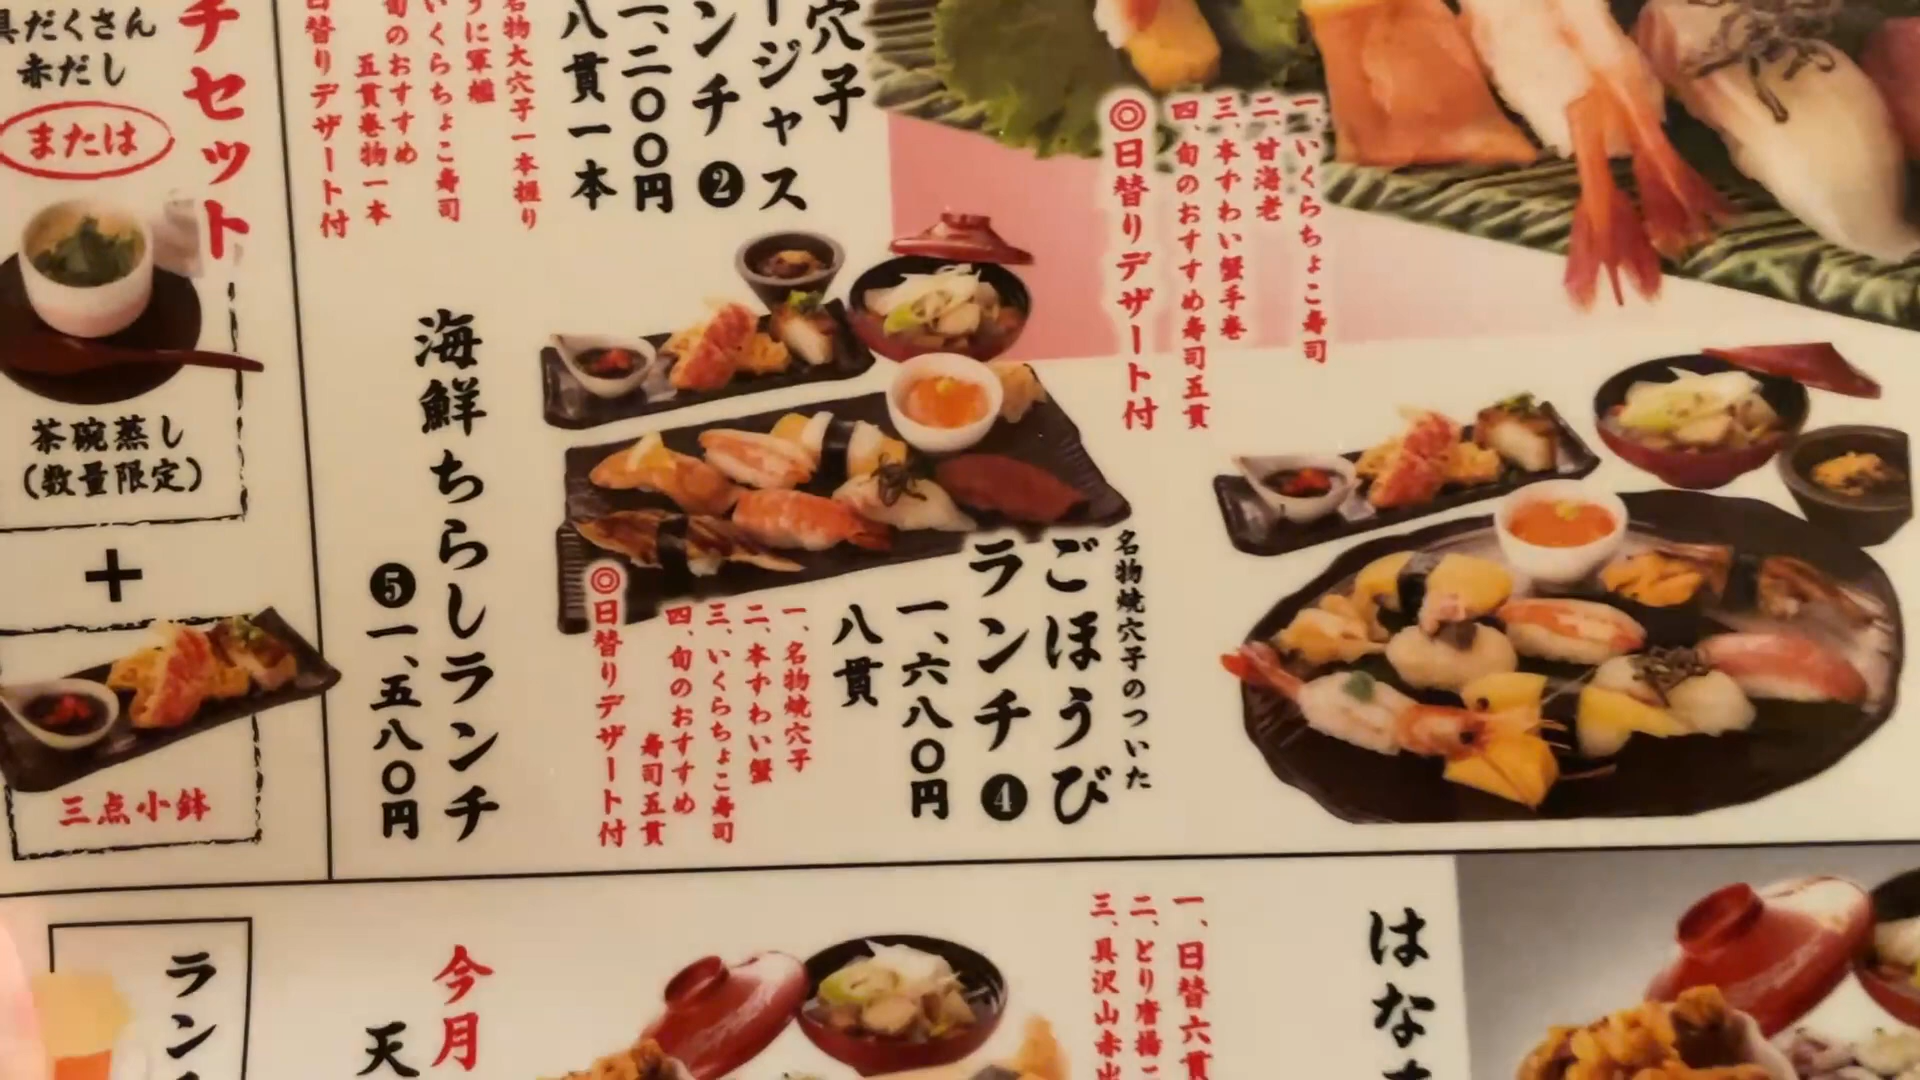 一、いくらちょこ寿司
二、甘海老
三、本ずわい蟹手巻
四、旬のおすすめ寿司五貫
◎日替りデザート付
穴子
ージャス
ンチ❷
一、二〇〇円
八貫一本
名物大穴子一本握り
うに軍艦
いくらちょこ寿司
旬のおすすめ
五貫巻物一本
日替りデザート付
名物焼穴子のついた
ごほうび
ランチ❹
一、六八〇円
八貫
一、名物焼穴子
二、本ずわい蟹
三、いくらちょこ寿司
四、旬のおすすめ
寿司五貫
◎日替りデザート付
海鮮ちらしランチ
❺一、五八〇円
チセット
具だくさん
赤だし
または
茶碗蒸し
(数量限定)
+
三点小鉢
はな
一、日替六貫
二、とり唐揚
三、具沢山赤出
今月
天
ラン